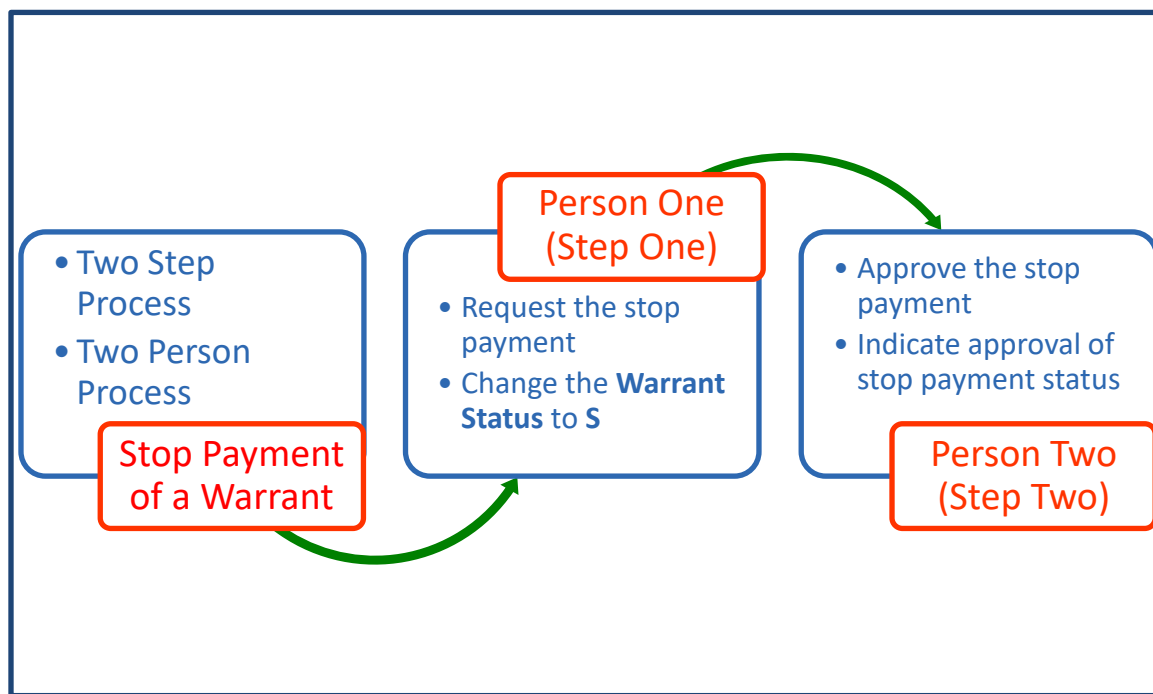 • Two Step
Process
• Two Person
Process
Stop Payment
of a Warrant
Person One
(Step One)
• Request the stop
payment
• Change the Warrant
Status to S
• Approve the stop
payment
• Indicate approval of
stop payment status
Person Two
(Step Two)